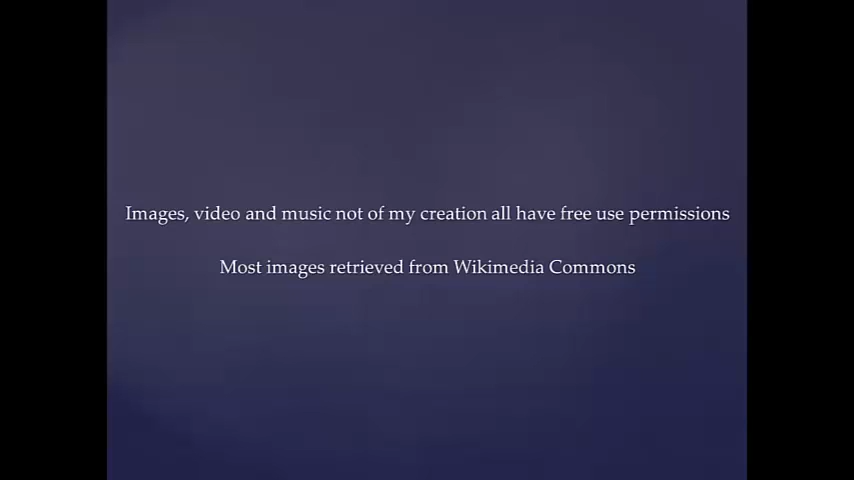 Images, video and music not of my creation all have free use permissions
Most images retrieved from Wikimedia Commons